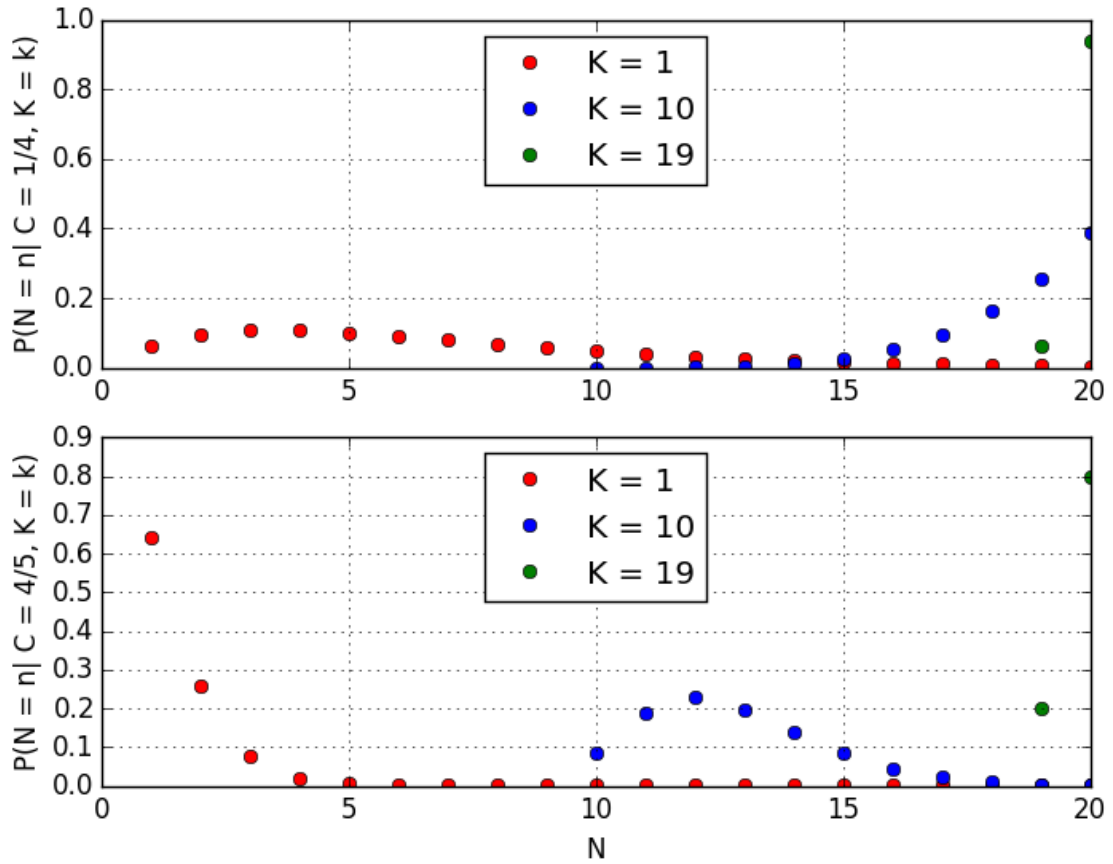 P(N = n| C = 1/4, K = k)
1.0
0.8
0.6
0.4
0.2
0.0
K = 1
K = 10
K = 19
0 5 10 15 20
P(N = n| C = 4/5, K = k)
0.9
0.8
0.7
0.6
0.5
0.4
0.3
0.2
0.1
0.0
K = 1
K = 10
K = 19
0 5 10 15 20
N